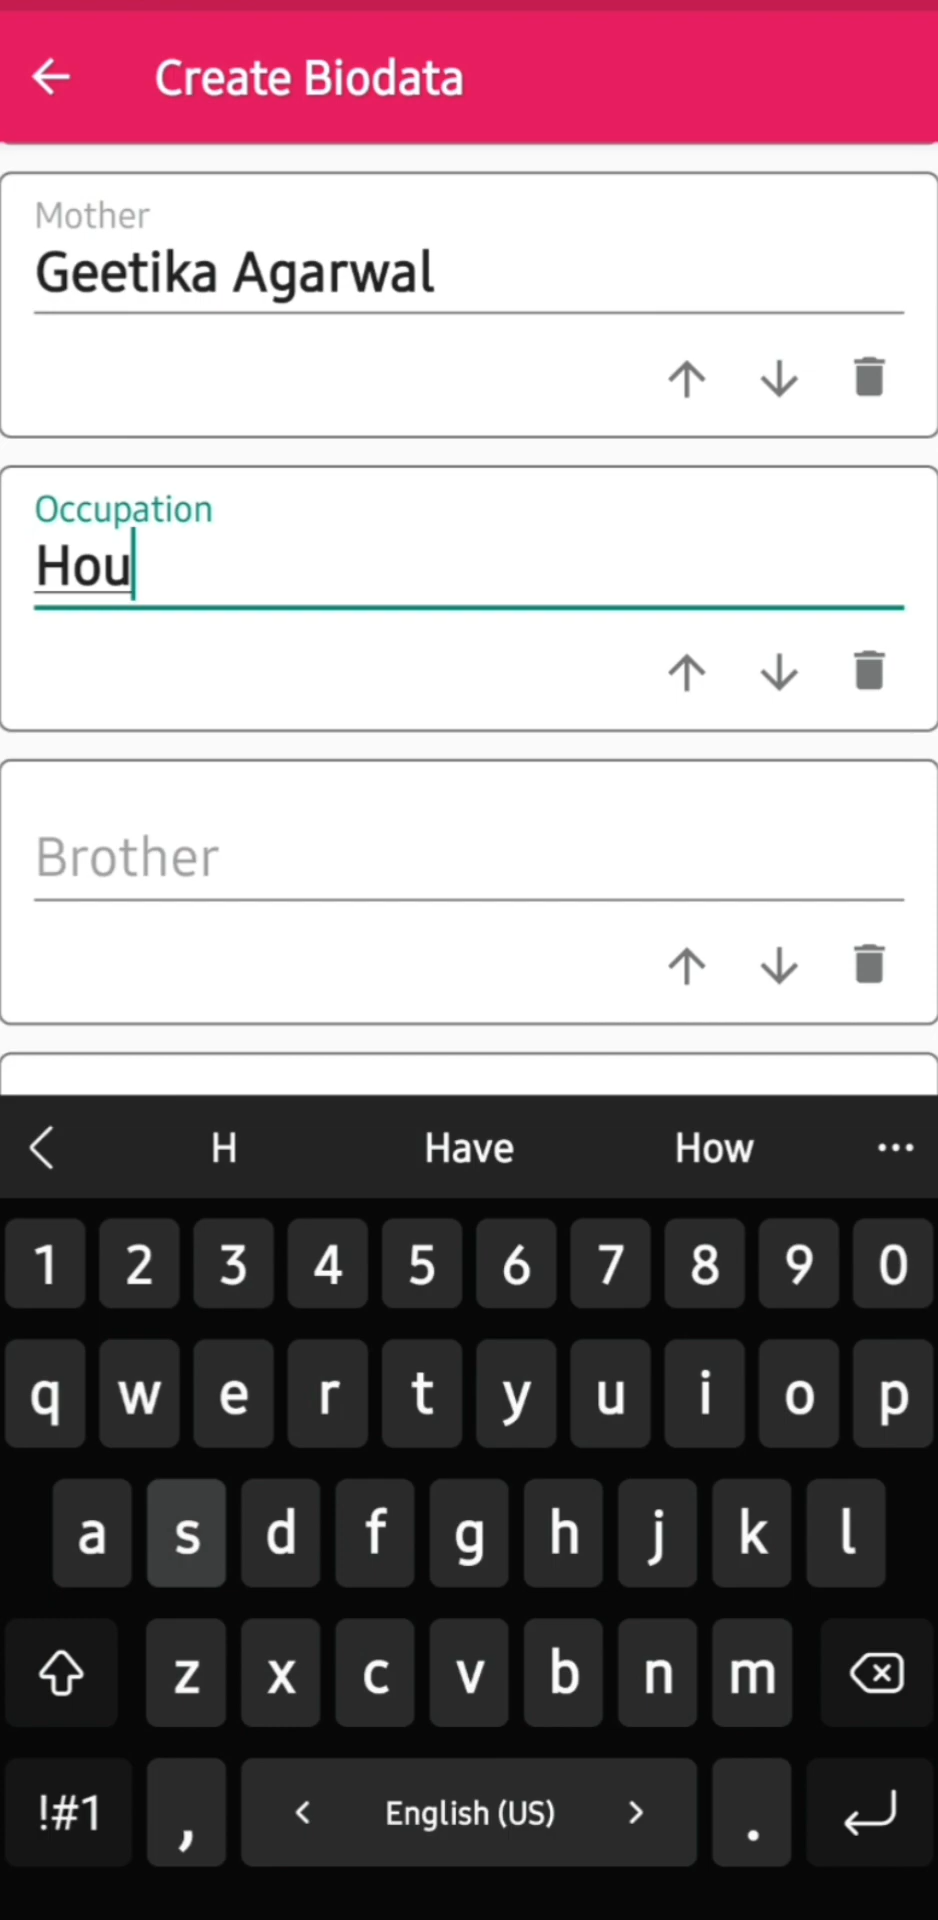 Create Biodata
Mother
Geetika Agarwal
Occupation
Hou
Brother
H Have How ...
1 2 3 4 5 6 7 8 9 0
q w e r t y u i o p
a s d f g h j k l
z x c v b n m
!#1 , < English (US) > .